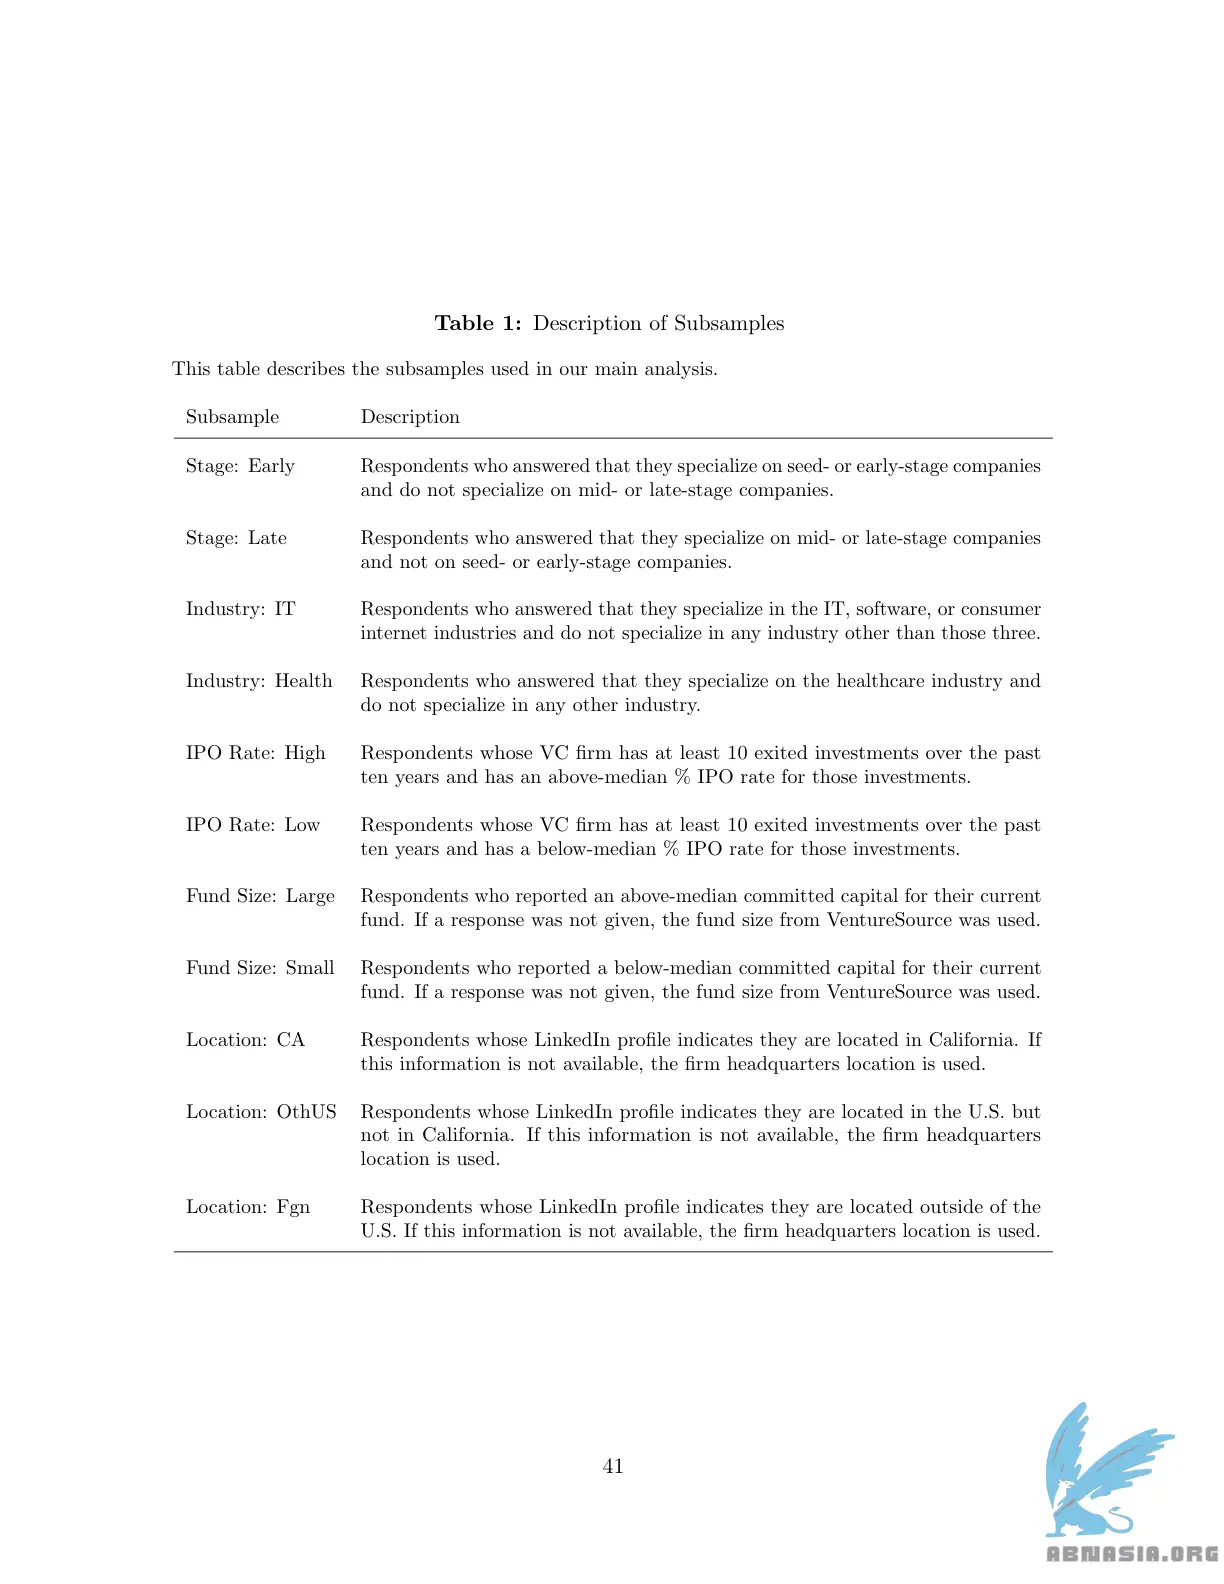 Table 1: Description of Subsamples
This table describes the subsamples used in our main analysis.
Subsample Description
Stage: Early Respondents who answered that they specialize on seed- or early-stage companies
and do not specialize on mid- or late-stage companies.
Stage: Late Respondents who answered that they specialize on mid- or late-stage companies
and not on seed- or early-stage companies.
Industry: IT Respondents who answered that they specialize in the IT, software, or consumer
internet industries and do not specialize in any industry other than those three.
Industry: Health Respondents who answered that they specialize on the healthcare industry and
do not specialize in any other industry.
IPO Rate: High Respondents whose VC firm has at least 10 exited investments over the past
ten years and has an above-median % IPO rate for those investments.
IPO Rate: Low Respondents whose VC firm has at least 10 exited investments over the past
ten years and has a below-median % IPO rate for those investments.
Fund Size: Large Respondents who reported an above-median committed capital for their current
fund. If a response was not given, the fund size from VentureSource was used.
Fund Size: Small Respondents who reported a below-median committed capital for their current
fund. If a response was not given, the fund size from VentureSource was used.
Location: CA Respondents whose LinkedIn profile indicates they are located in California. If
this information is not available, the firm headquarters location is used.
Location: OthUS Respondents whose LinkedIn profile indicates they are located in the U.S. but
not in California. If this information is not available, the firm headquarters
location is used.
Location: Fgn Respondents whose LinkedIn profile indicates they are located outside of the
U.S. If this information is not available, the firm headquarters location is used.
41
ABNASIA.ORG